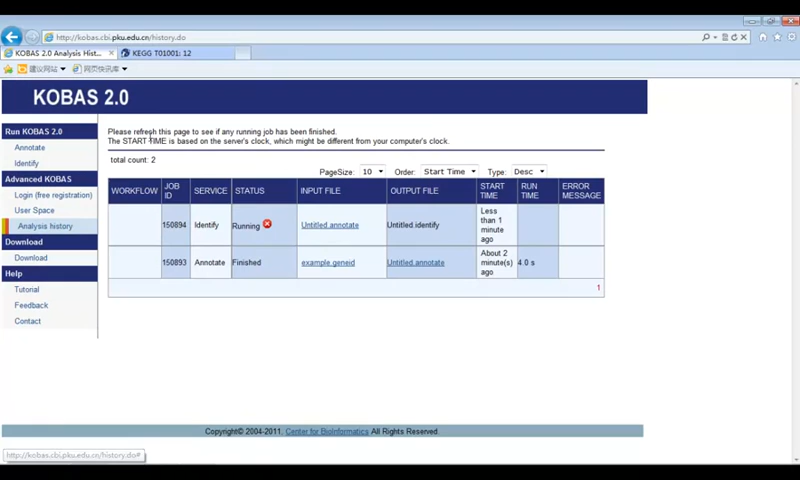 http://kobas.cbi.pku.edu.cn/history.do
KOBAS 2.0 Analysis Hist... × KEGG T01001: 12
建议网站 网页快讯库
KOBAS 2.0
Run KOBAS 2.0
Annotate
Identify
Advanced KOBAS
Login (free registration)
User Space
Analysis history
Download
Download
Help
Tutorial
Feedback
Contact
Please refresh this page to see if any running job has been finished.
The START TIME is based on the server's clock, which might be different from your computer's clock.
total count: 2
PageSize: 10 Order: Start Time Type: Desc
WORKFLOW JOB ID SERVICE STATUS INPUT FILE OUTPUT FILE START TIME RUN TIME ERROR MESSAGE
150894 Identify Running Untitled.annotate Untitled.identify Less than 1 minute ago
150893 Annotate Finished example.geneid Untitled.annotate About 2 minute(s) ago 4.0 s
1
Copyright© 2004-2011, Center for BioInformatics All Rights Reserved.
http://kobas.cbi.pku.edu.cn/history.do#